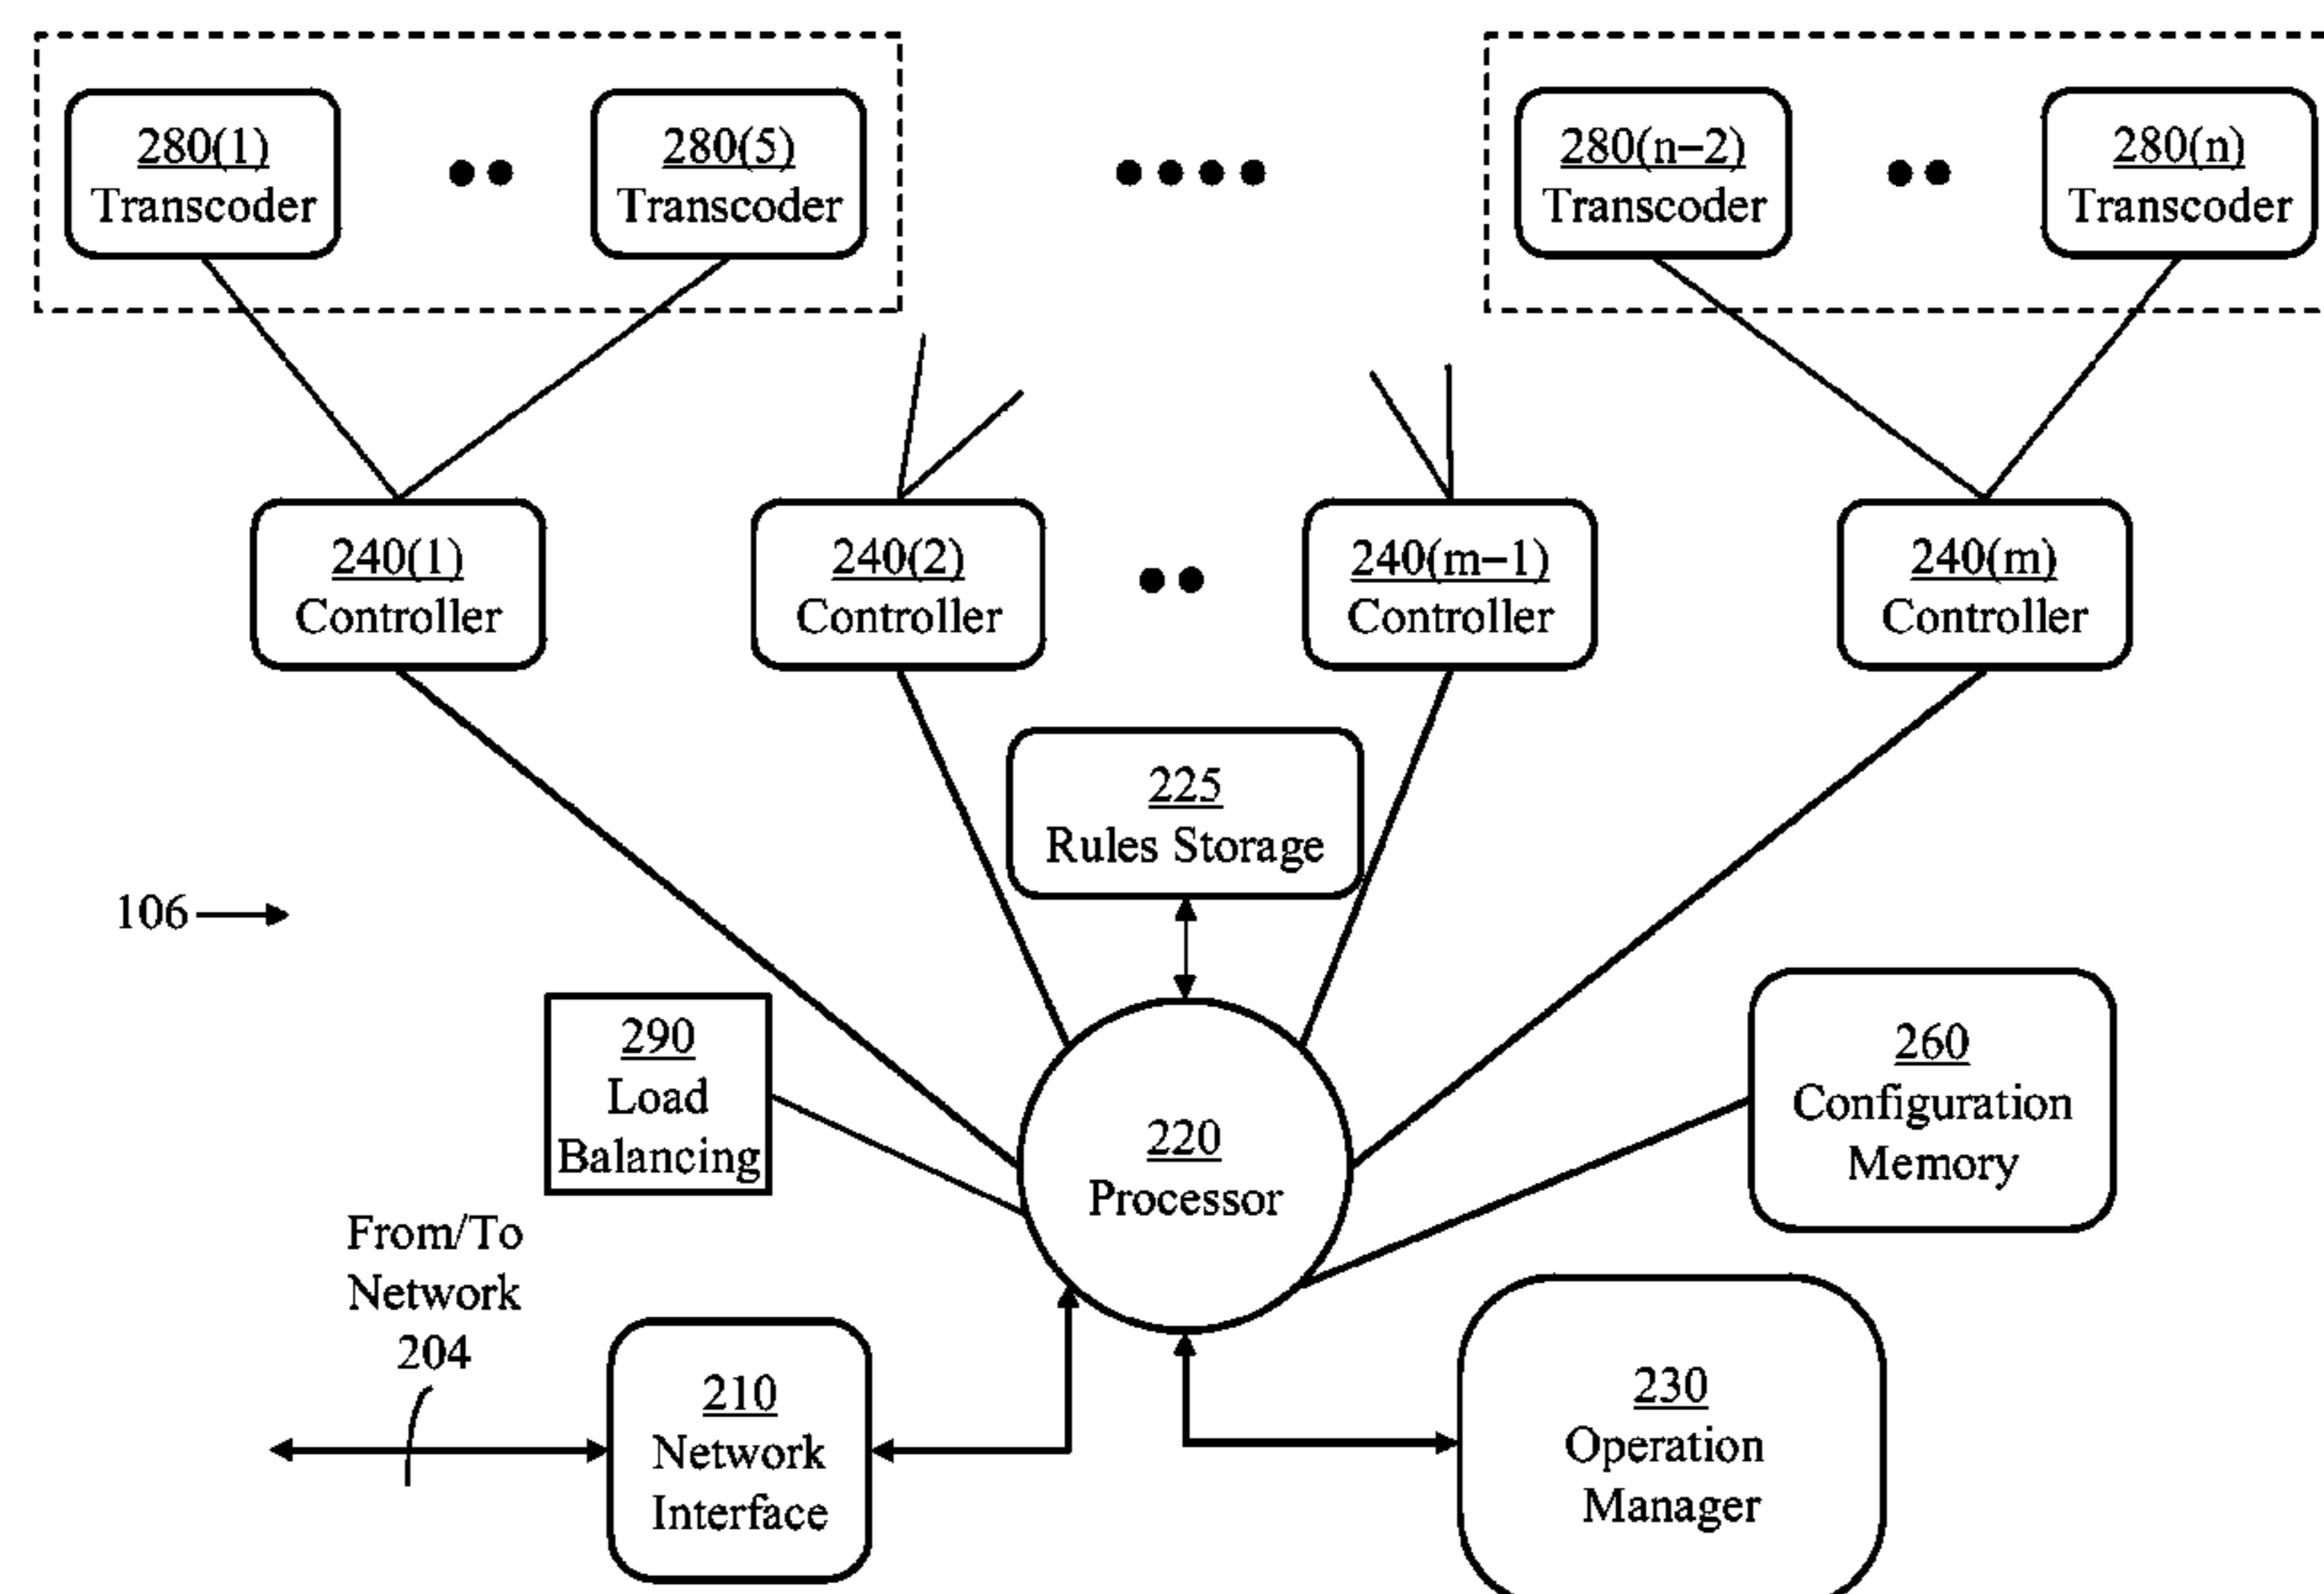 280(1)
Transcoder
280(5)
Transcoder
280(n−2)
Transcoder
280(n)
Transcoder
240(1)
Controller
240(2)
Controller
240(m−1)
Controller
240(m)
Controller
225
Rules Storage
106
290
Load
Balancing
220
Processor
260
Configuration
Memory
From/To
Network
204
210
Network
Interface
230
Operation
Manager